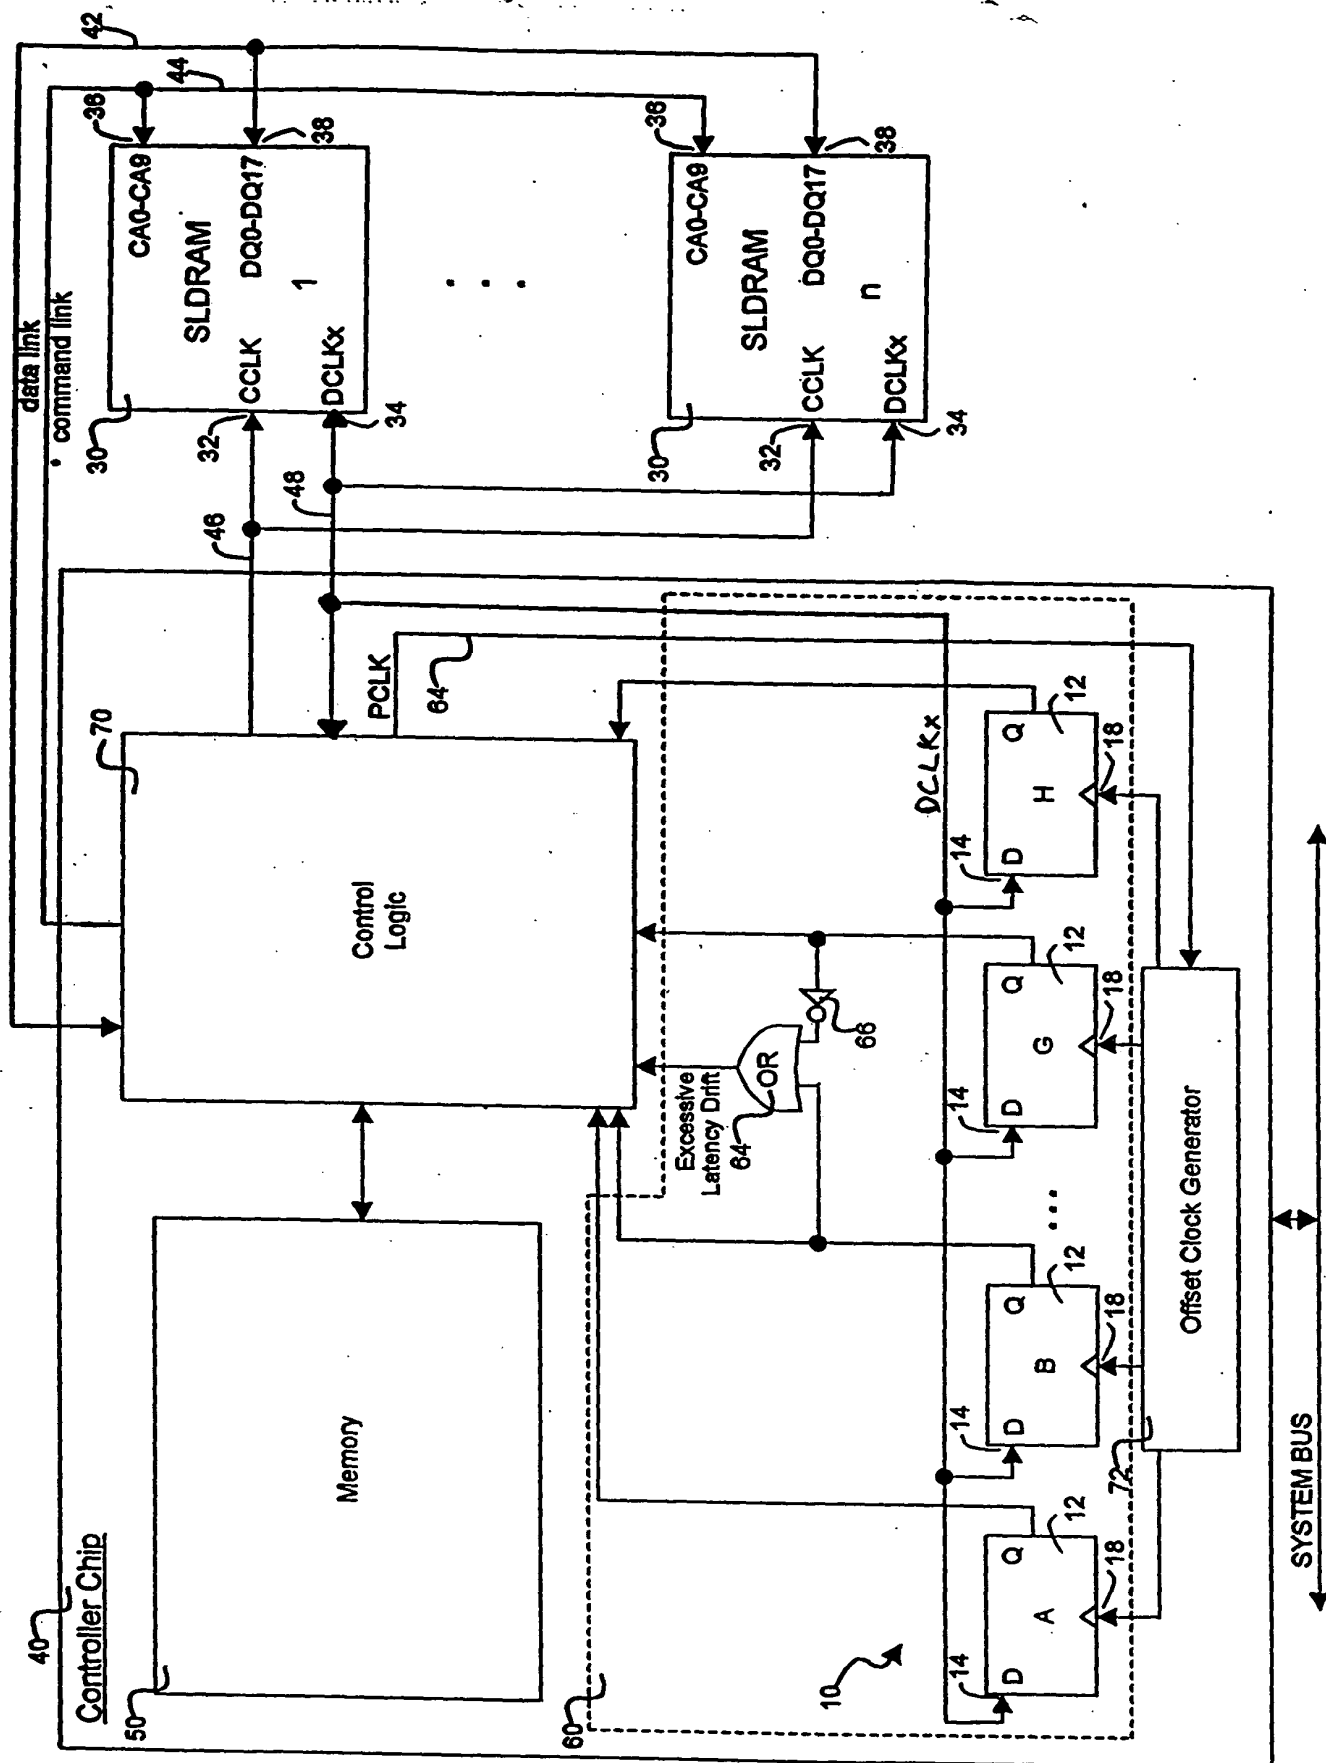 Controller Chip
40
50
Memory
70
Control
Logic
data link
command link
42
44
30
36
CA0-CA9
SLDRAM
CCLK
DQ0-DQ17
1
DCLKx
32
34
38
46
48
. . .
30
36
CA0-CA9
SLDRAM
CCLK
DQ0-DQ17
n
DCLKx
32
34
38
PCLK
64
60
Excessive
Latency Drift
64
OR
66
DCLKx
10
14
D
Q
A
12
18
14
D
Q
B
12
18
...
14
D
Q
G
12
18
14
D
Q
H
12
18
72
Offset Clock Generator
SYSTEM BUS